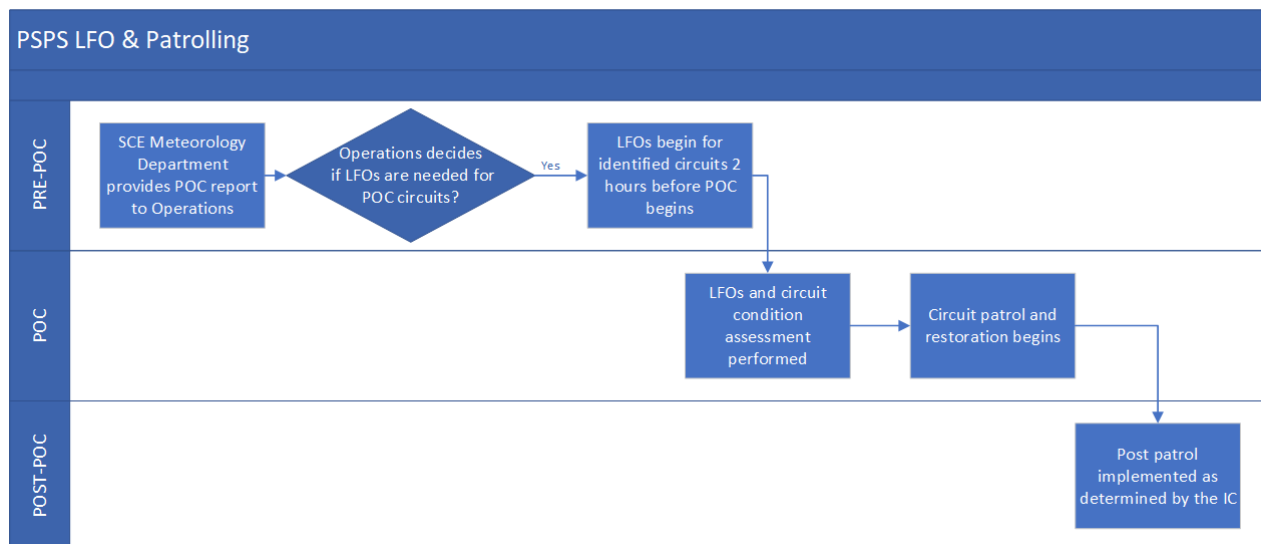 PSPS LFO & Patrolling
PRE-POC
SCE Meteorology
Department
provides POC report
to Operations
Operations decides
if LFOs are needed for
POC circuits?
Yes
LFOs begin for
identified circuits 2
hours before POC
begins
POC
LFOs and circuit
condition
assessment
performed
Circuit patrol and
restoration begins
POST-POC
Post patrol
implemented as
determined by the IC